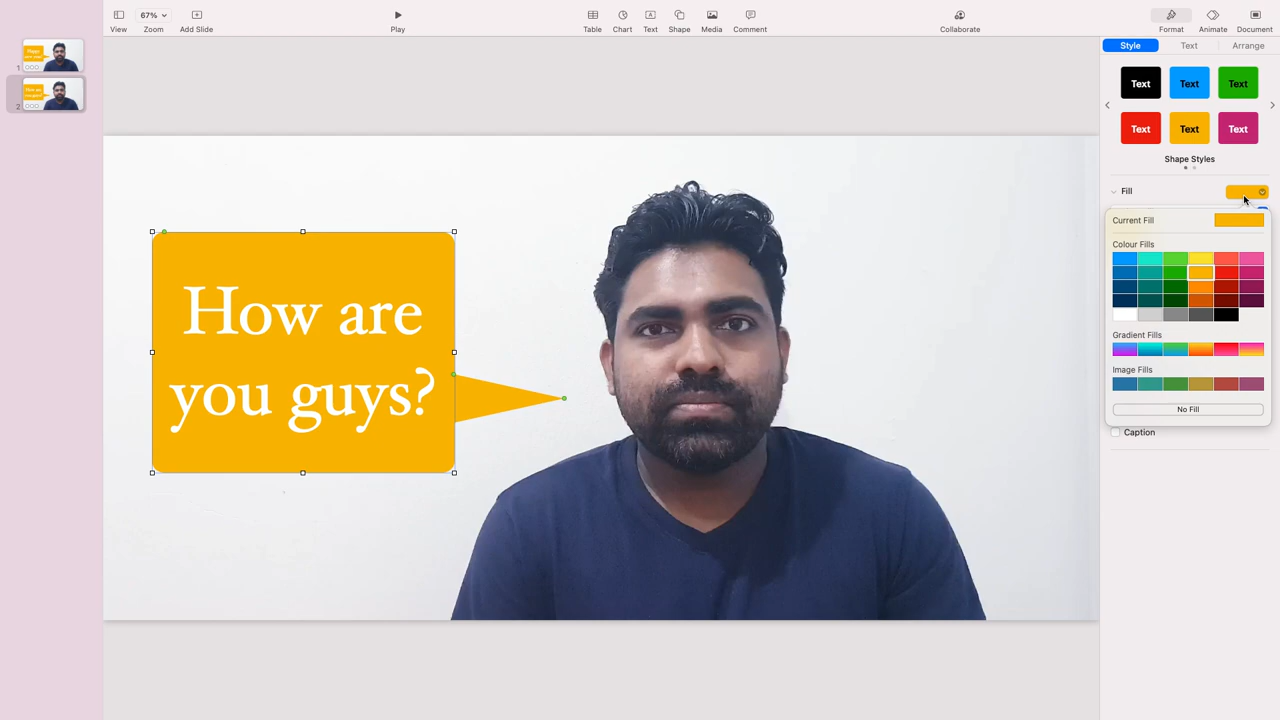 67%
View
Zoom
Add Slide
Play
Table
Chart
Text
Shape
Media
Comment
Collaborate
Format
Animate
Document
Style
Text
Arrange
Text
Text
Text
Text
Text
Text
Shape Styles
Fill
Current Fill
Colour Fills
Gradient Fills
Image Fills
No Fill
Caption
1
2
How are
you guys?